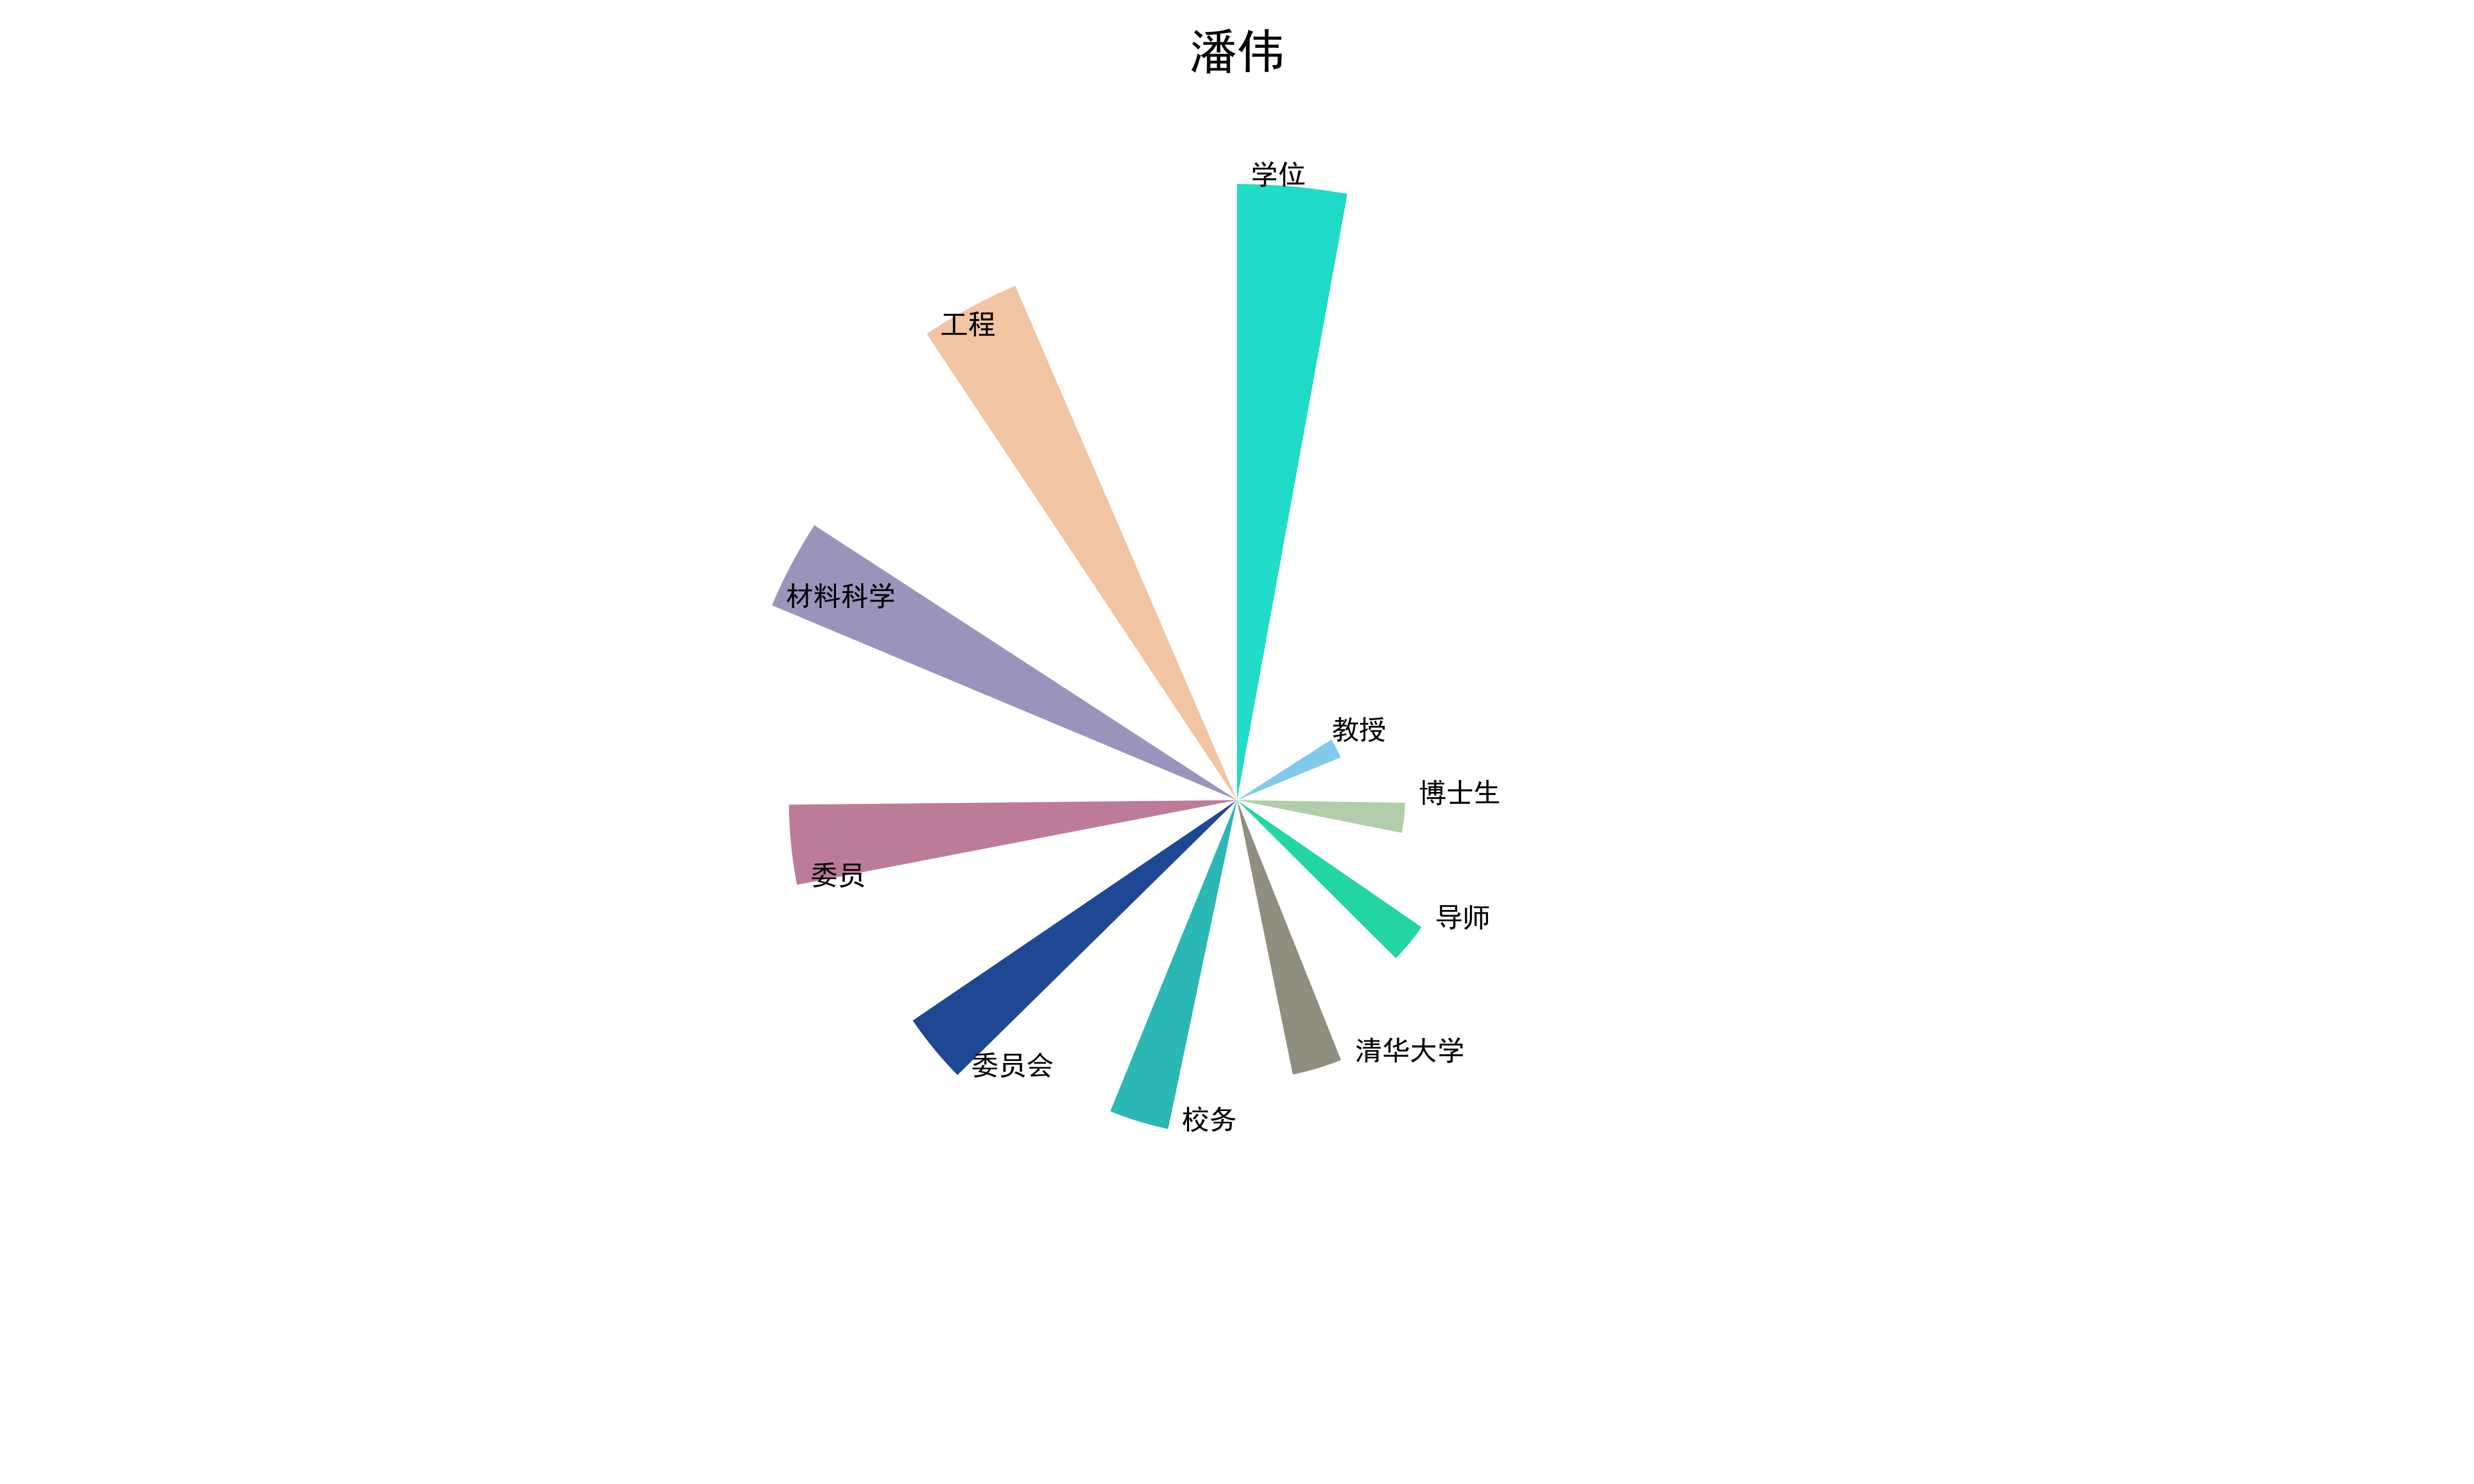 潘伟
学位
工程
材料科学
教授
博士生
委员
导师
清华大学
委员会
校务